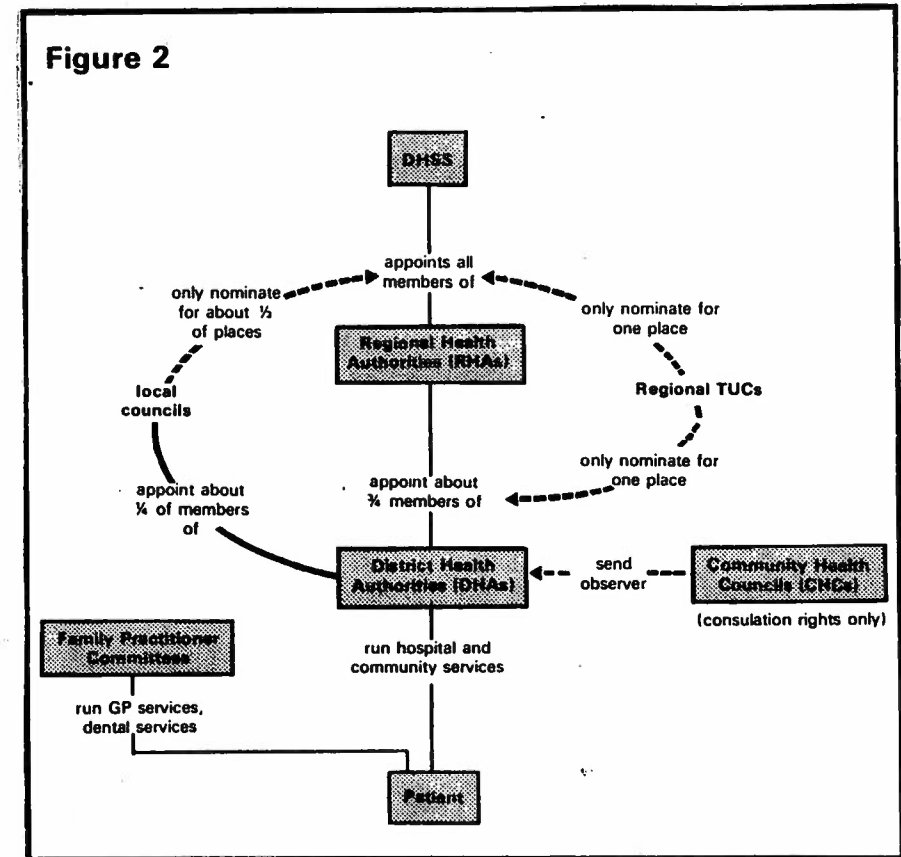 Figure 2
DHSS
appoints all
members of
only nominate
for about ⅓
of places
only nominate for
one place
Regional Health
Authorities (RHAs)
local
councils
Regional TUCs
only nominate for
one place
appoint about
¼ of members
of
appoint about
¾ members of
District Health
Authorities (DHAs)
send
observer
Community Health
Councils (CHCs)
(consulation rights only)
Family Practitioner
Committees
run hospital and
community services
run GP services,
dental services
Patient